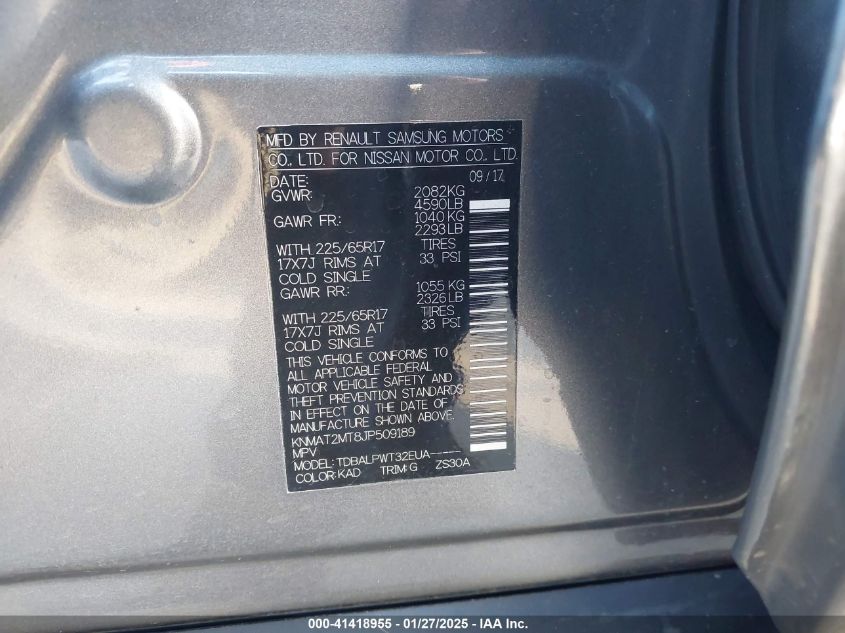 MFD BY RENAULT SAMSUNG MOTORS
CO., LTD. FOR NISSAN MOTOR CO., LTD.
DATE: 09/17
GVWR: 2082KG
4590LB
GAWR FR.: 1040KG
2293LB
WITH 225/65R17 TIRES
17X7J RIMS AT 33 PSI
COLD SINGLE
GAWR RR.: 1055 KG
2326LB
WITH 225/65R17 TIRES
17X7J RIMS AT 33 PSI
COLD SINGLE
THIS VEHICLE CONFORMS TO
ALL APPLICABLE FEDERAL
MOTOR VEHICLE SAFETY AND
THEFT PREVENTION STANDARDS
IN EFFECT ON THE DATE OF
MANUFACTURE SHOWN ABOVE.
KNMAT2MT8JP509189
MPV
MODEL: TDBALPWT32EUA-----
COLOR:KAD TRIM:G ZS30A
000-41418955 - 01/27/2025 - IAAI.COM